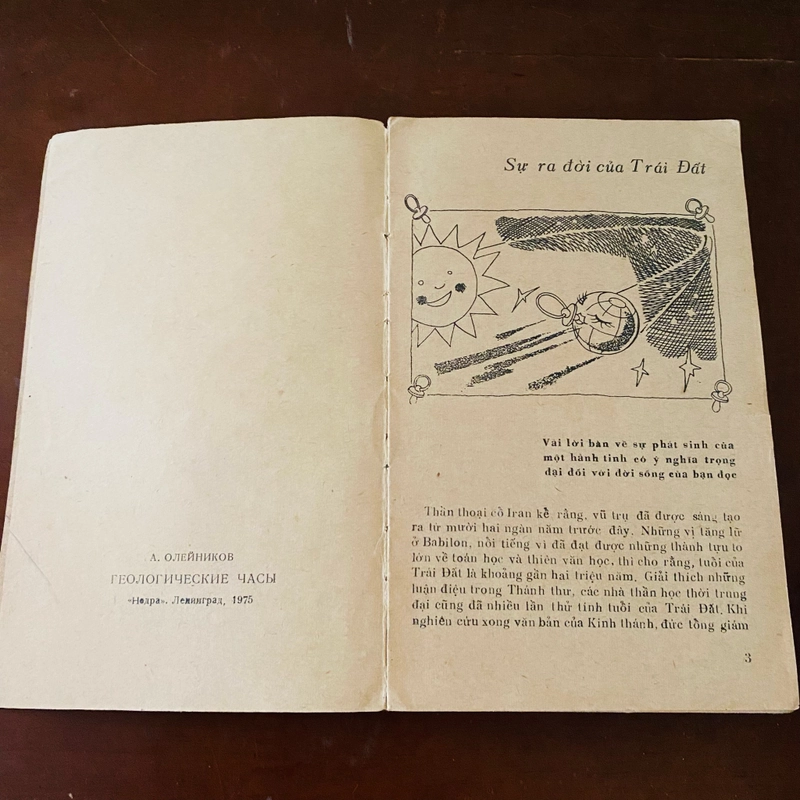 А. ОЛЕЙНИКОВ
ГЕОЛОГИЧЕСКИЕ ЧАСЫ
«Недра». Ленинград, 1975
Sự ra đời của Trái Đất
Vài lời bàn về sự phát sinh của
một hành tinh có ý nghĩa trọng
đại đối với đời sống của bạn đọc
Thần thoại cổ Iran kể rằng, vũ trụ đã được sáng tạo
ra từ mười hai ngàn năm trước đây. Những vị tăng lữ
ở Babilon, nổi tiếng vì đã đạt được những thành tựu to
lớn về toán học và thiên văn học, thì cho rằng, tuổi của
Trái Đất là khoảng gần hai triệu năm. Giải thích những
luận điệu trong Thánh thư, các nhà thần học thời trung
đại cũng đã nhiều lần thử tính tuổi của Trái Đất. Khi
nghiên cứu xong văn bản của Kinh thánh, đức tổng giám
3